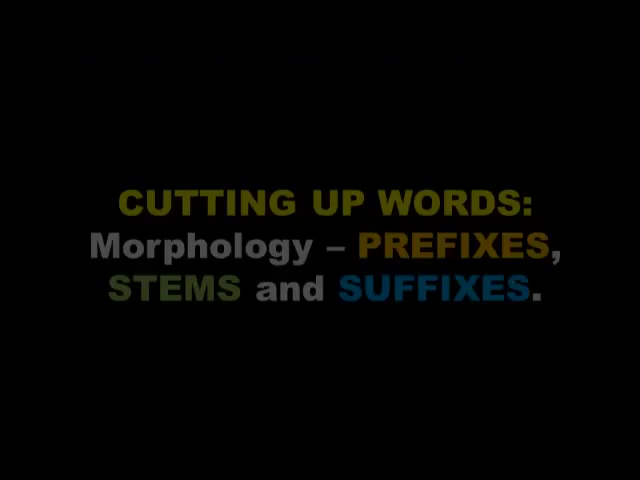 CUTTING UP WORDS:
Morphology – PREFIXES,
STEMS and SUFFIXES.